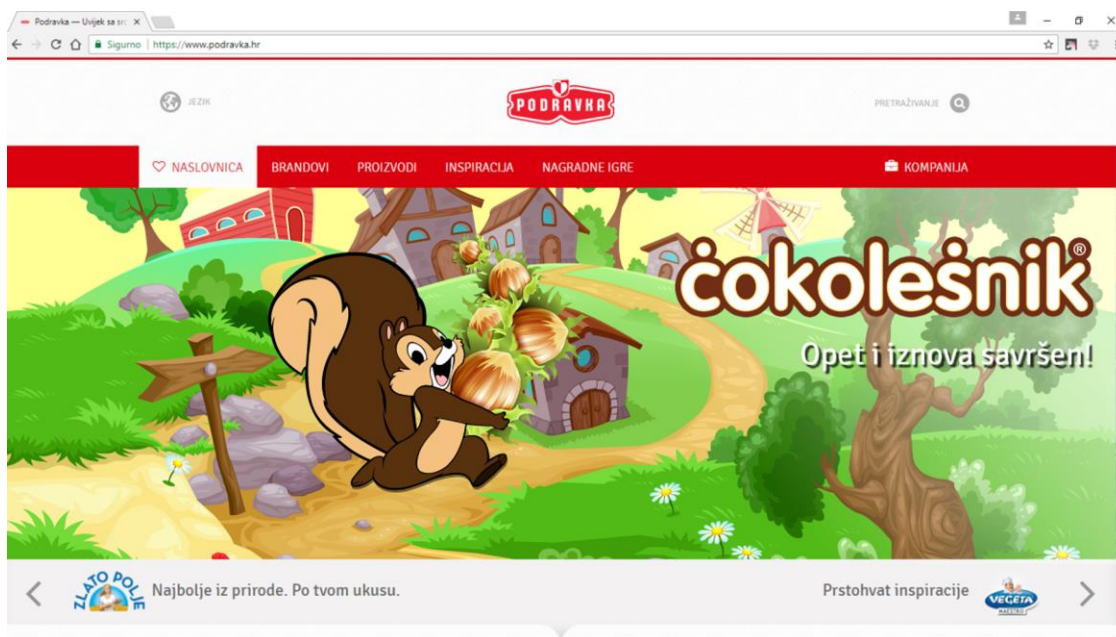 Podravka — Uvijek sa src
Sigurno | https://www.podravka.hr
JEZIK
PODRAVKA
PRETRAŽIVANJE
NASLOVNICA
BRANDOVI
PROIZVODI
INSPIRACIJA
NAGRADNE IGRE
KOMPANIJA
čokolešnik®
Opet i iznova savršen!
ZLATO POLJE
Najbolje iz prirode. Po tvom ukusu.
Prstohvat inspiracije
VEGETA
MAESTRO